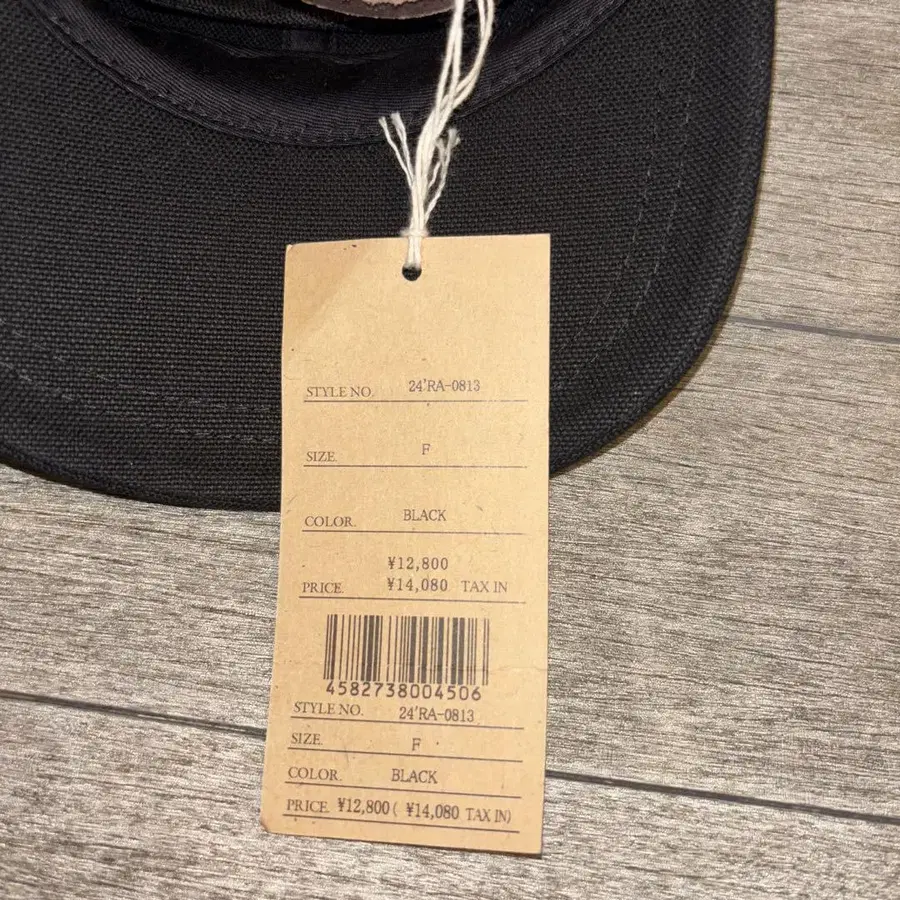 STYLE NO. 24'RA-0813
SIZE. F
COLOR. BLACK
¥12,800
PRICE. ¥14,080 TAX IN
4582738004506
STYLE NO. 24'RA-0813
SIZE. F
COLOR. BLACK
PRICE. ¥12,800 ( ¥14,080 TAX IN)